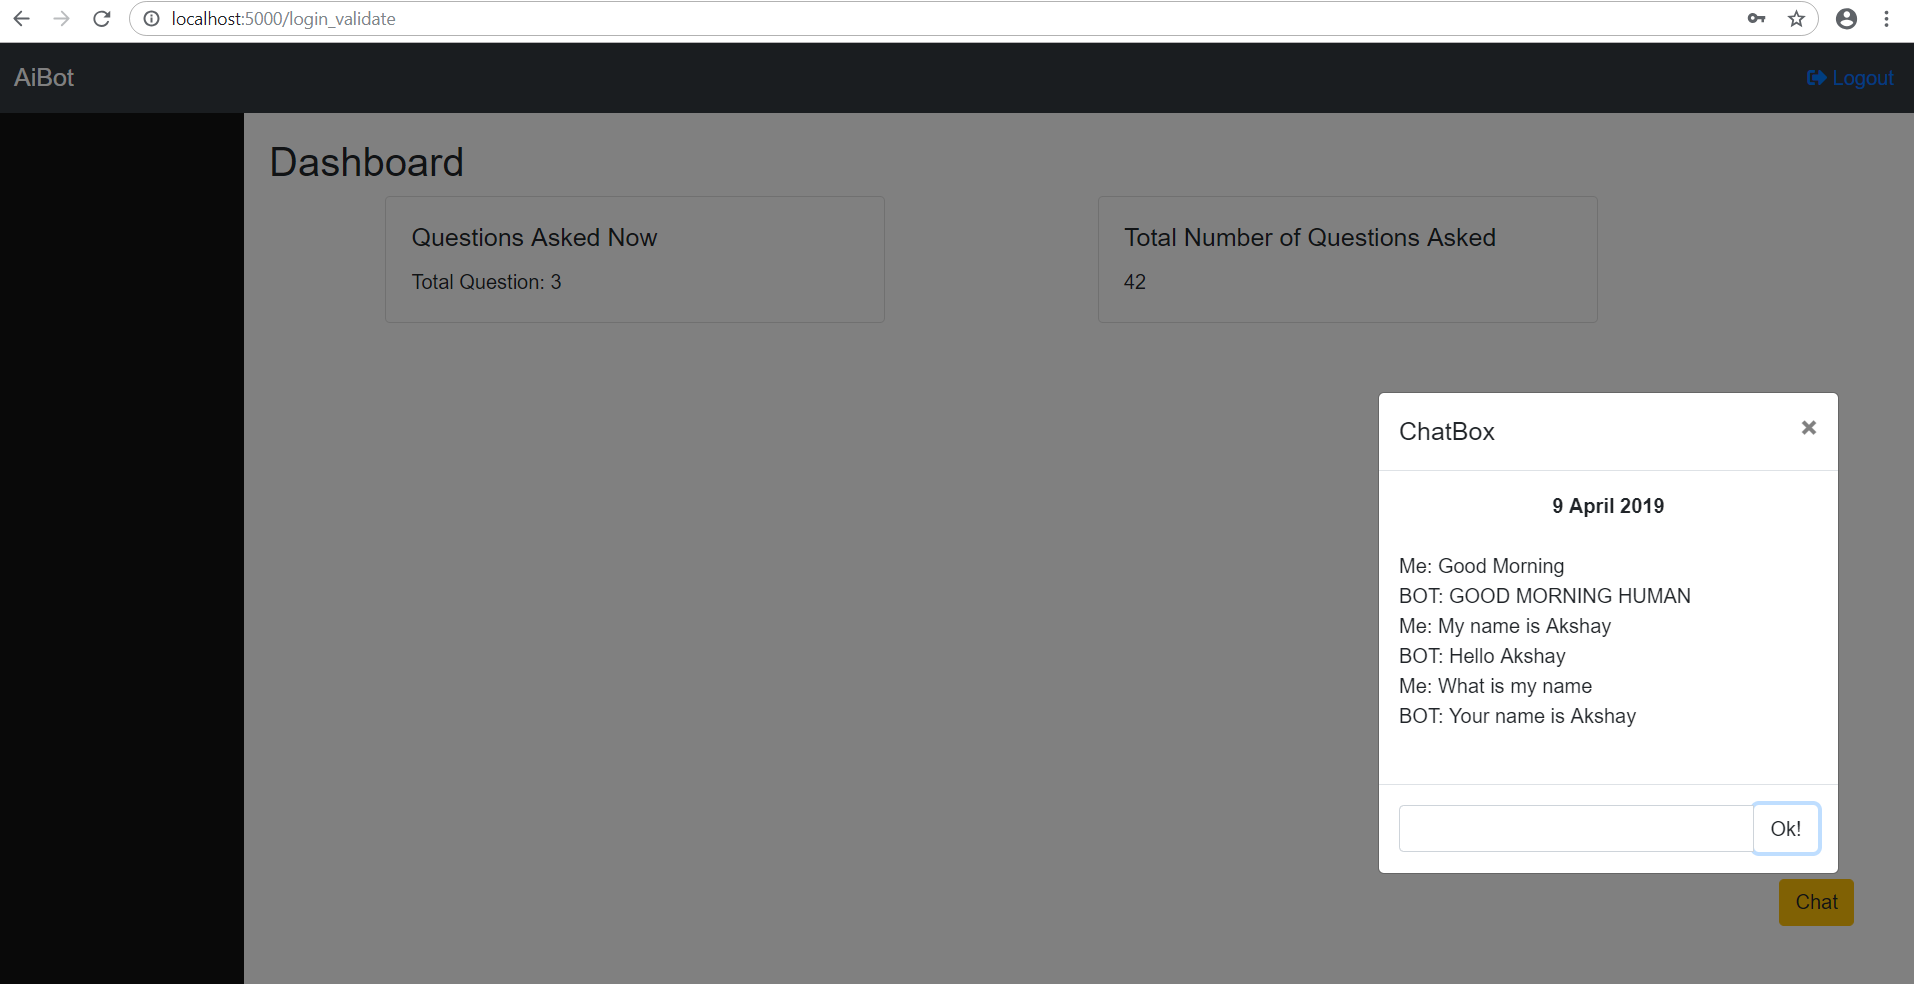 localhost:5000/login_validate
AiBot
Logout
Dashboard
Questions Asked Now
Total Question: 3
Total Number of Questions Asked
42
ChatBox
×
9 April 2019
Me: Good Morning
BOT: GOOD MORNING HUMAN
Me: My name is Akshay
BOT: Hello Akshay
Me: What is my name
BOT: Your name is Akshay
Ok!
Chat